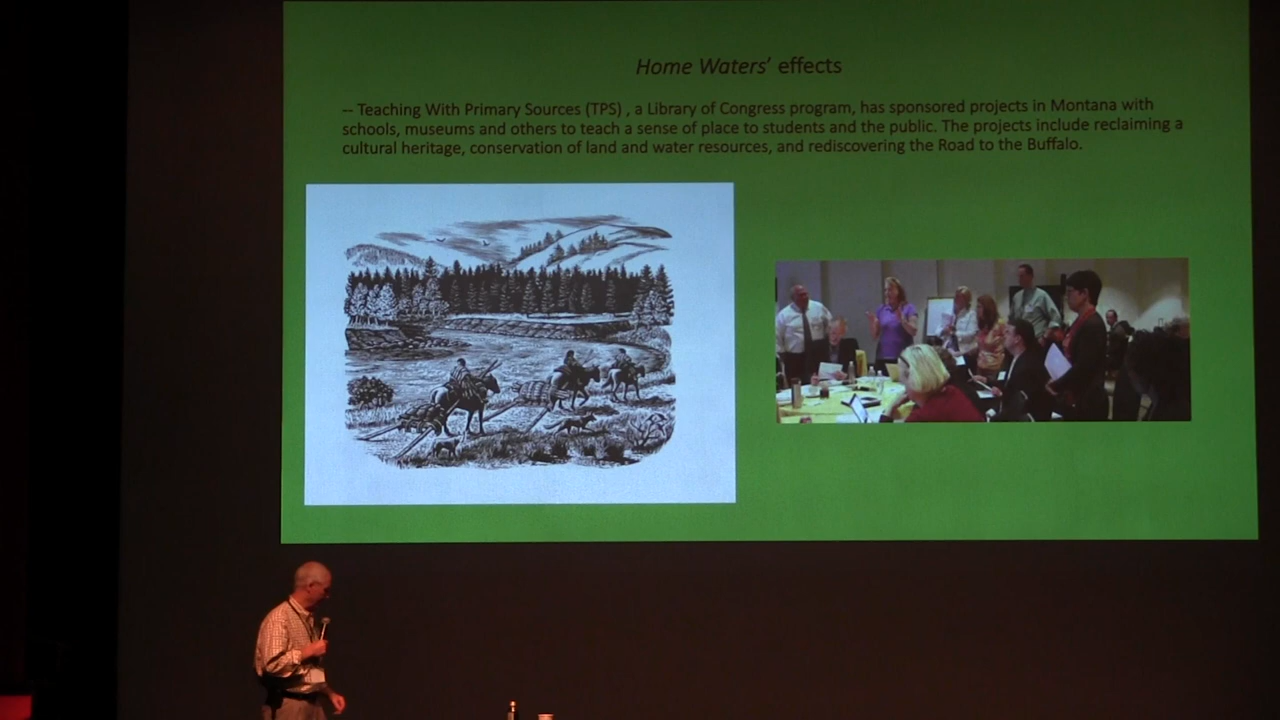 Home Waters' effects
-- Teaching With Primary Sources (TPS) , a Library of Congress program, has sponsored projects in Montana with
schools, museums and others to teach a sense of place to students and the public. The projects include reclaiming a
cultural heritage, conservation of land and water resources, and rediscovering the Road to the Buffalo.